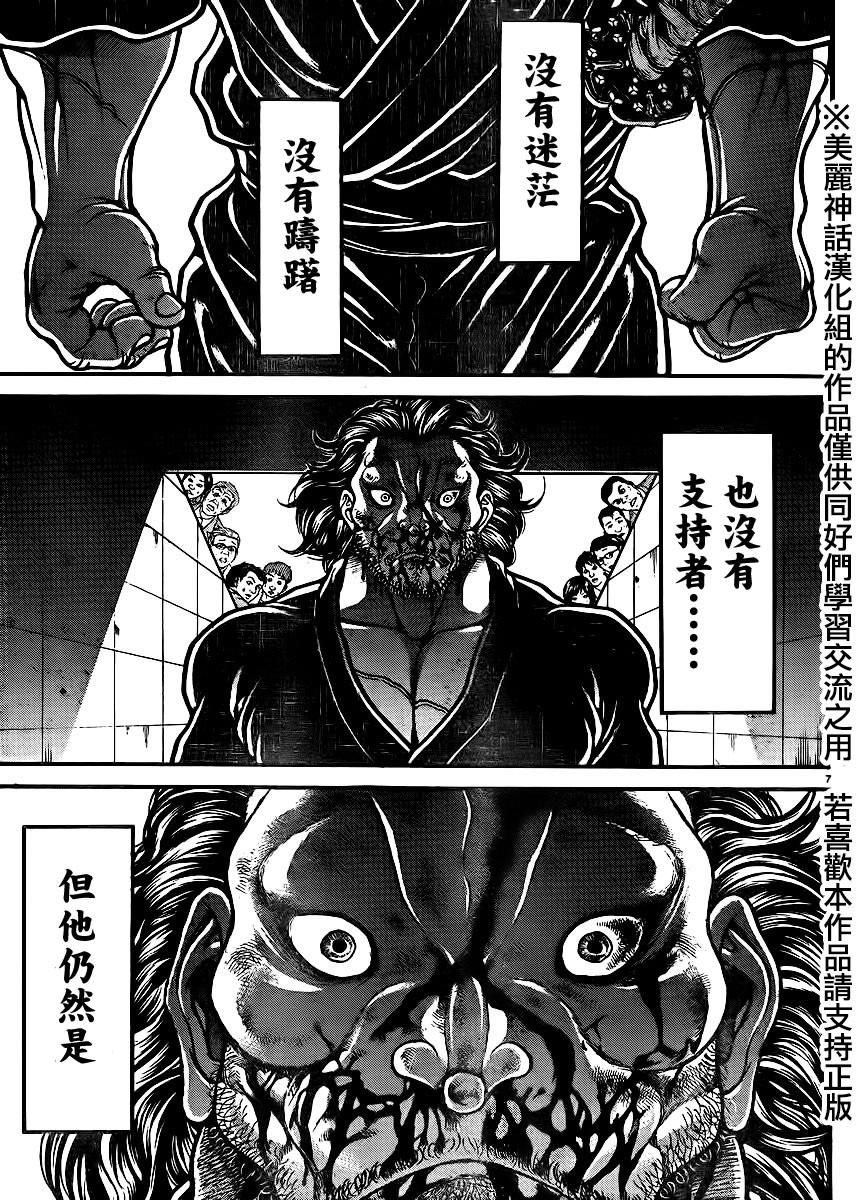 沒有迷茫
沒有躊躇
也沒有
支持者……
但他仍然是
※美麗神話漢化組的作品僅供同好們學習交流之用
7
若喜歡本作品請支持正版